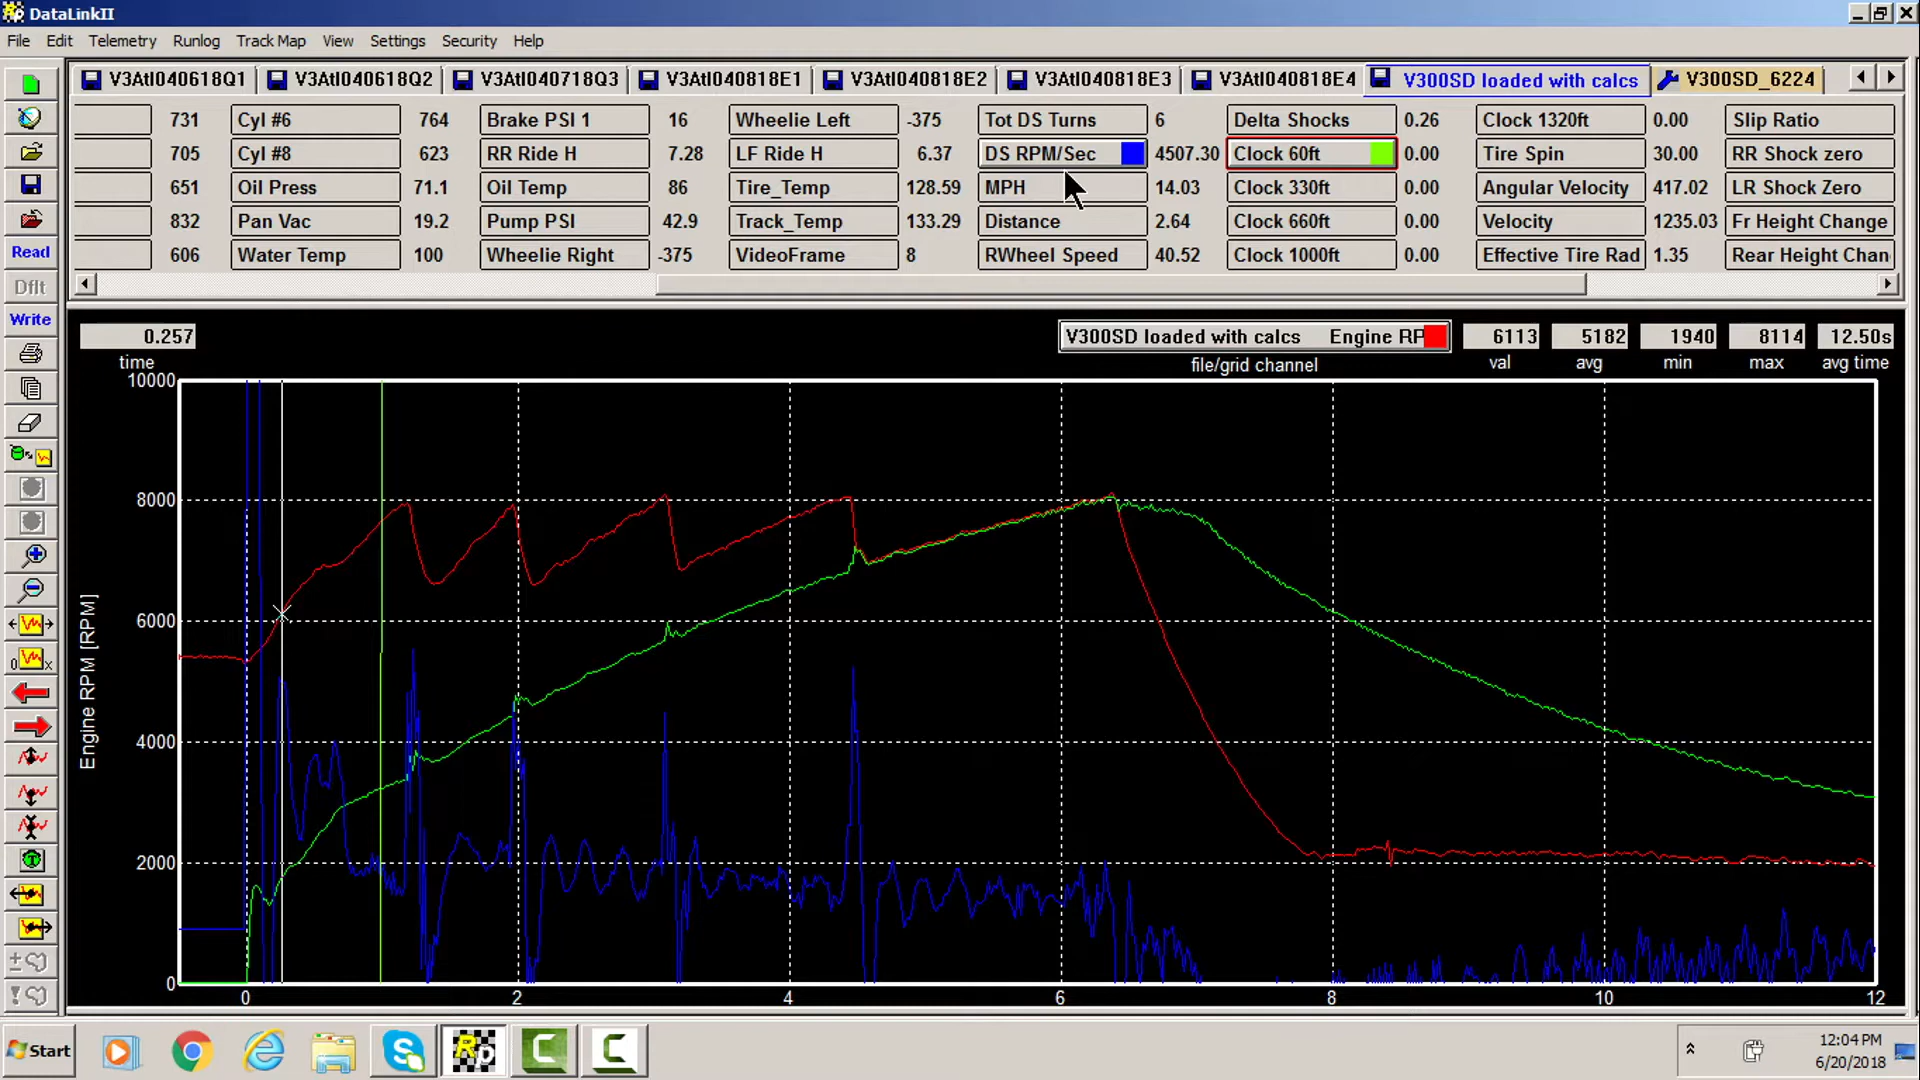 DataLinkII
File Edit Telemetry Runlog Track Map View Settings Security Help
V3Atl040618Q1 V3Atl040618Q2 V3Atl040718Q3 V3Atl040818E1 V3Atl040818E2 V3Atl040818E3 V3Atl040818E4 V300SD loaded with calcs V300SD_6224
731 Cyl #6 764 Brake PSI 1 16 Wheelie Left -375 Tot DS Turns 6 Delta Shocks 0.26 Clock 1320ft 0.00 Slip Ratio
705 Cyl #8 623 RR Ride H 7.28 LF Ride H 6.37 DS RPM/Sec 4507.30 Clock 60ft 0.00 Tire Spin 30.00 RR Shock zero
651 Oil Press 71.1 Oil Temp 86 Tire_Temp 128.59 MPH 14.03 Clock 330ft 0.00 Angular Velocity 417.02 LR Shock Zero
832 Pan Vac 19.2 Pump PSI 42.9 Track_Temp 133.29 Distance 2.64 Clock 660ft 0.00 Velocity 1235.03 Fr Height Change
606 Water Temp 100 Wheelie Right -375 VideoFrame 8 RWheel Speed 40.52 Clock 1000ft 0.00 Effective Tire Rad 1.35 Rear Height Chan
Read
Dflt
Write
0.257 V300SD loaded with calcs Engine RP 6113 5182 1940 8114 12.50s
time file/grid channel val avg min max avg time
10000
8000
6000
4000
2000
0
Engine RPM [RPM]
0 2 4 6 8 10 12
Start
12:04 PM
6/20/2018